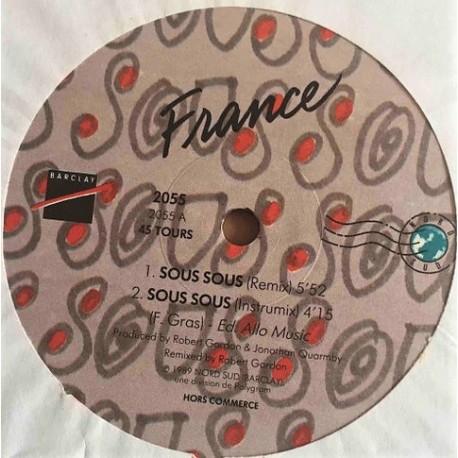 France
BARCLAY
2055
2055 A
45 TOURS
NORD
SUD
1. SOUS SOUS (Remix) 5'52
2. SOUS SOUS (Instrumix) 4'15
(F. Gras) - Ed. Allo Music
Produced by Robert Gordon & Jonathan Quarmby
Remixed by Robert Gordon
© 1989 NORD SUD (BARCLAY)
une division de Polygram
HORS COMMERCE